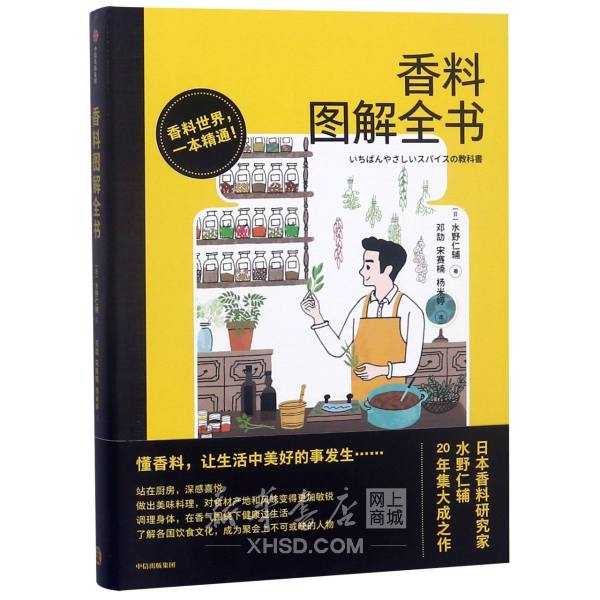 香料
图解全书
いちばんやさしいスパイスの教科書
香料世界，
一本精通！
[日] 水野仁辅 著
邓劼 宋赛楠 杨米婷 译
香料图解全书
懂香料，让生活中美好的事发生……
站在厨房，深感喜悦
做出美味料理，对食材产地和风味变得更加敏锐
调理身体，在香气围绕下健康过生活
了解各国饮食文化，成为聚会上不可或缺的人物
日本香料研究家
水野仁辅
20年集大成之作
中信出版集团
新华书店
网上
商城
XHSD.COM